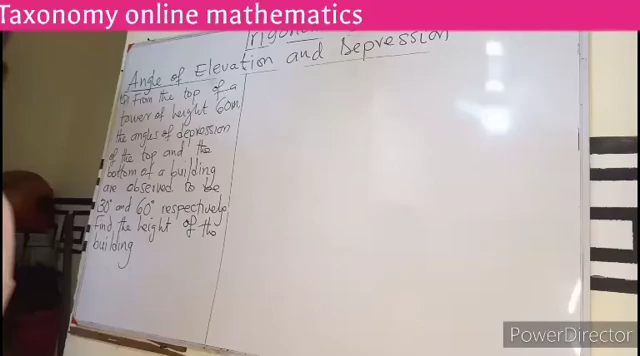 Taxonomy online mathematics
Angle of Elevation and Depression
From the top of a
tower of height 60m,
the angles of depression
of the top and the
bottom of a building
are observed to be
30° and 60° respectively.
Find the height of the
building
PowerDirector